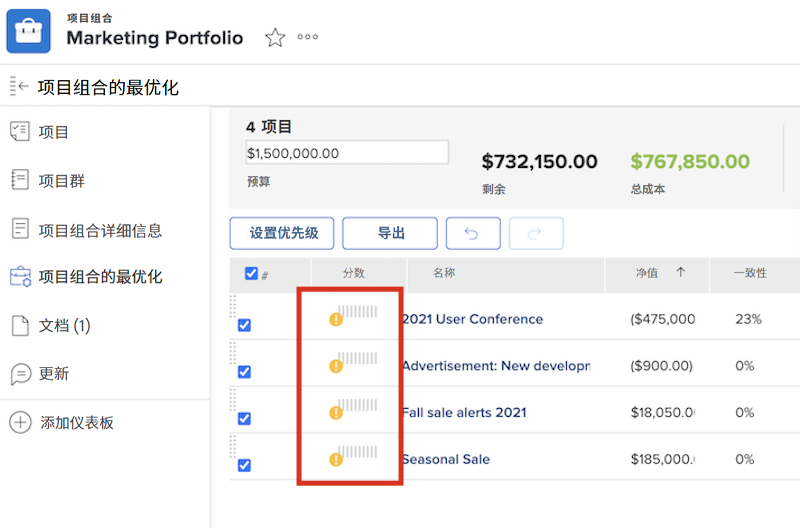 项目组合
Marketing Portfolio
项目组合的最优化
项目
项目群
项目组合详细信息
项目组合的最优化
文档 (1)
更新
添加仪表板
4 项目
$1,500,000.00
预算
$732,150.00
剩余
$767,850.00
总成本
设置优先级 导出
# 分数 名称 净值 一致性
2021 User Conference ($475,000 23%
Advertisement: New developm ($900.00) 0%
Fall sale alerts 2021 $18,050.0 0%
Seasonal Sale $185,000. 0%